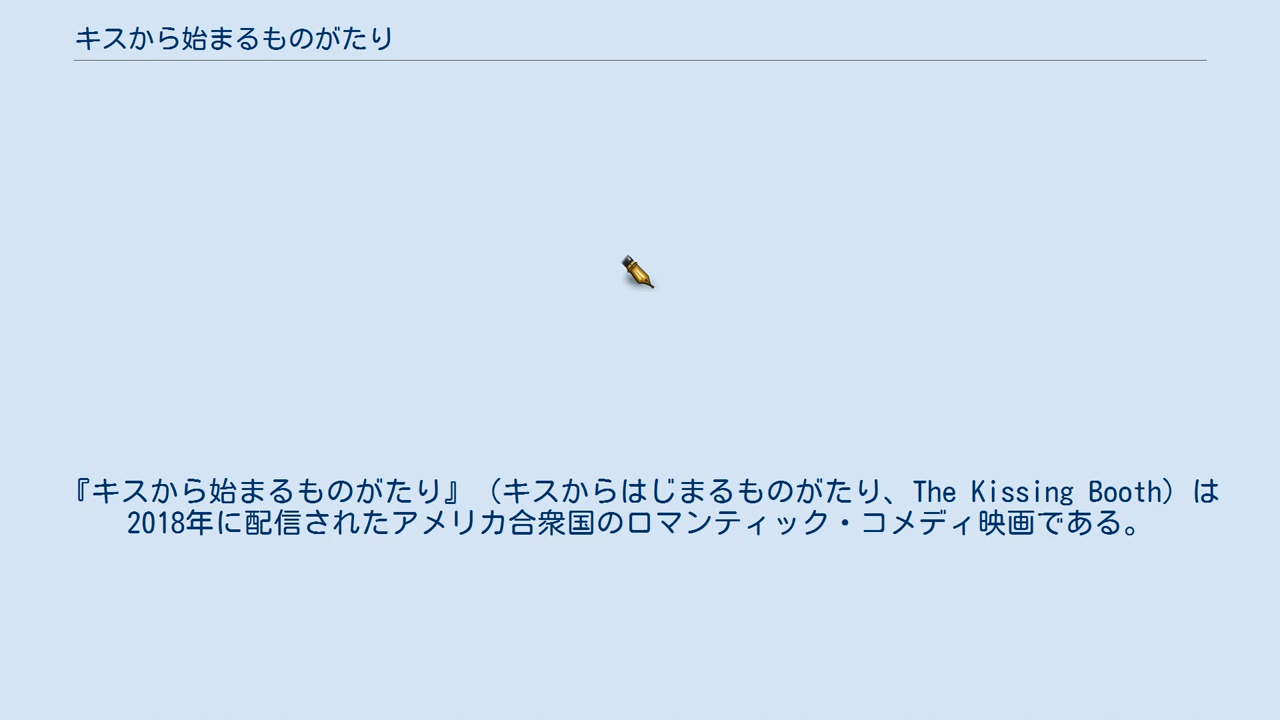 キスから始まるものがたり
『キスから始まるものがたり』（キスからはじまるものがたり、The Kissing Booth）は
2018年に配信されたアメリカ合衆国のロマンティック・コメディ映画である。